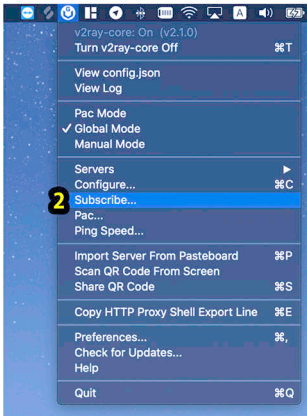 A
v2ray-core: On (v2.1.0)
Turn v2ray-core Off ⌘T
View config.json
View Log
Pac Mode
✓ Global Mode
Manual Mode
Servers ▶
Configure... ⌘C
2 Subscribe...
Pac...
Ping Speed...
Import Server From Pasteboard ⌘P
Scan QR Code From Screen
Share QR Code ⌘S
Copy HTTP Proxy Shell Export Line ⌘E
Preferences... ⌘,
Check for Updates...
Help
Quit ⌘Q